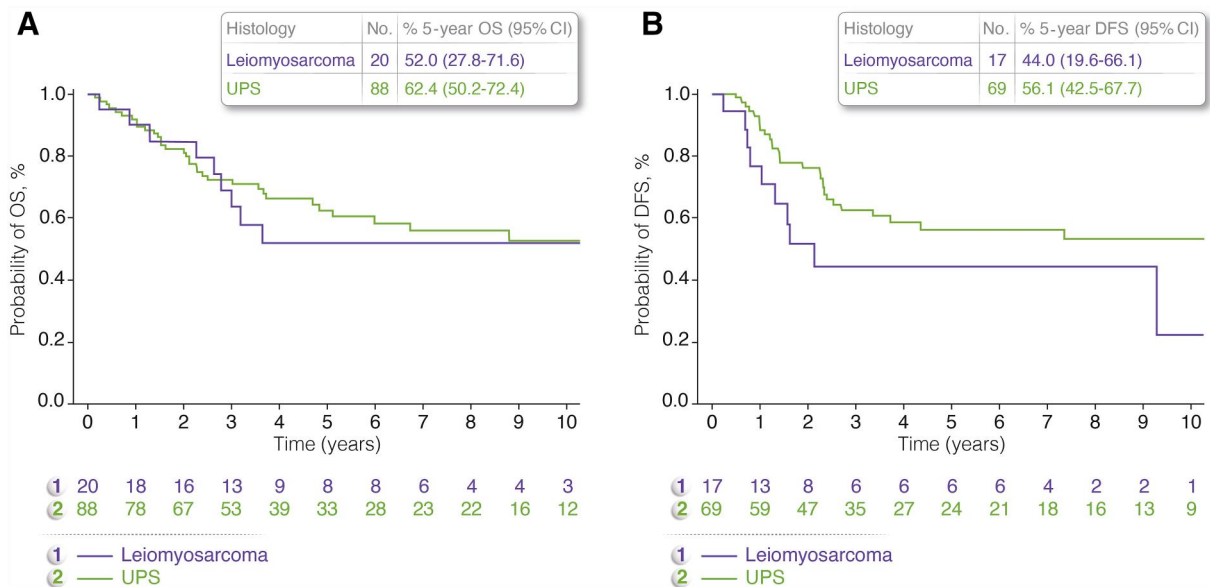 A
Histology No. % 5-year OS (95% CI)
Leiomyosarcoma 20 52.0 (27.8-71.6)
UPS 88 62.4 (50.2-72.4)
Probability of OS, %
1.0
0.8
0.6
0.4
0.2
0.0
0 1 2 3 4 5 6 7 8 9 10
Time (years)
1 20 18 16 13 9 8 8 6 4 4 3
2 88 78 67 53 39 33 28 23 22 16 12
1 Leiomyosarcoma
2 UPS
B
Histology No. % 5-year DFS (95% CI)
Leiomyosarcoma 17 44.0 (19.6-66.1)
UPS 69 56.1 (42.5-67.7)
Probability of DFS, %
1.0
0.8
0.6
0.4
0.2
0.0
0 1 2 3 4 5 6 7 8 9 10
Time (years)
1 17 13 8 6 6 6 6 4 2 2 1
2 69 59 47 35 27 24 21 18 16 13 9
1 Leiomyosarcoma
2 UPS